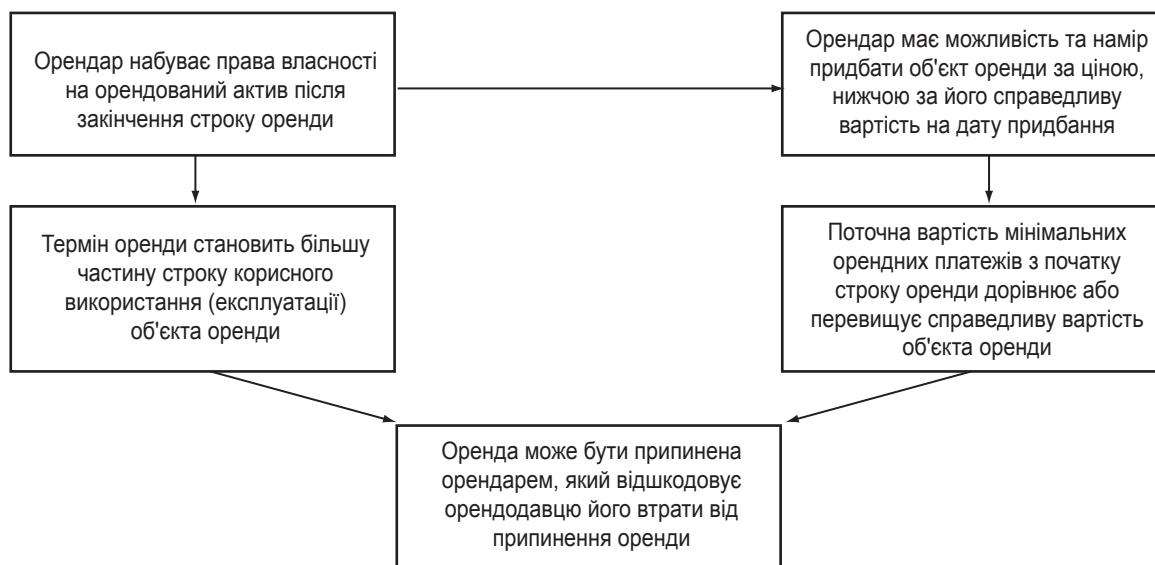 Орендар набуває права власності
на орендований актив після
закінчення строку оренди
Орендар має можливість та намір
придбати об'єкт оренди за ціною,
нижчою за його справедливу
вартість на дату придбання
Термін оренди становить більшу
частину строку корисного
використання (експлуатації)
об'єкта оренди
Поточна вартість мінімальних
орендних платежів з початку
строку оренди дорівнює або
перевищує справедливу вартість
об'єкта оренди
Оренда може бути припинена
орендарем, який відшкодовує
орендодавцю його втрати від
припинення оренди